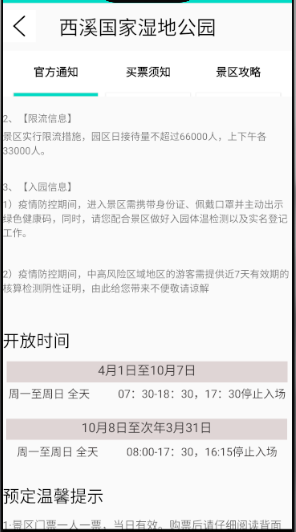 西溪国家湿地公园
官方通知 买票须知 景区攻略
2、【限流信息】
景区实行限流措施，园区日接待量不超过66000人，上下午各
33000人。
3、【入园信息】
1）疫情防控期间，进入景区需携带身份证、佩戴口罩并主动出示
绿色健康码，同时，请您配合景区做好入园体温检测以及实名登记
工作。
2）疫情防控期间，中高风险区域地区的游客需提供近7天有效期的
核算检测阴性证明，由此给您带来不便敬请谅解
开放时间
4月1日至10月7日
周一至周日 全天 07：30-18：30，17：30停止入场
10月8日至次年3月31日
周一至周日 全天 08:00-17：30，16:15停止入场
预定温馨提示
1·景区门票一人一票，当日有效。购票后请仔细阅读背面